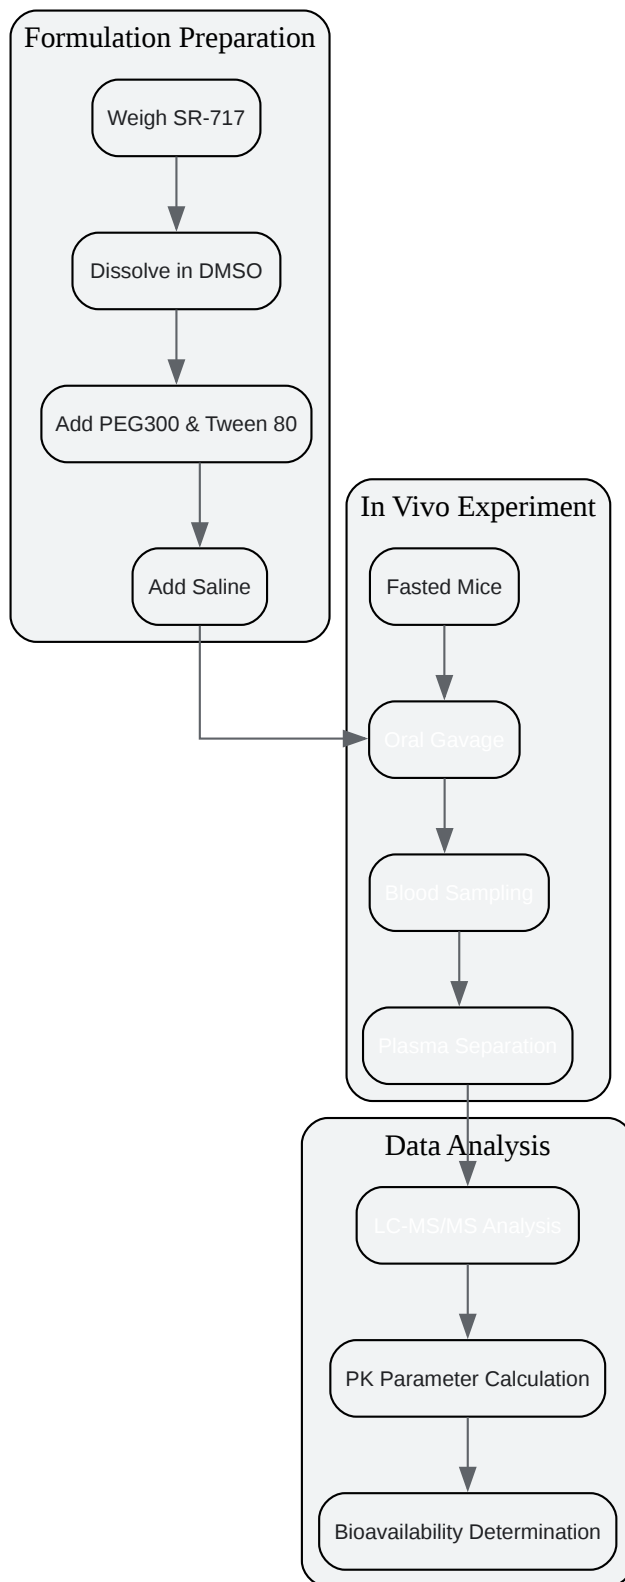 Formulation Preparation
Weigh SR-717
Dissolve in DMSO
Add PEG300 & Tween 80
Add Saline
In Vivo Experiment
Fasted Mice
Oral Gavage
Blood Sampling
Plasma Separation
Data Analysis
LC-MS/MS Analysis
PK Parameter Calculation
Bioavailability Determination